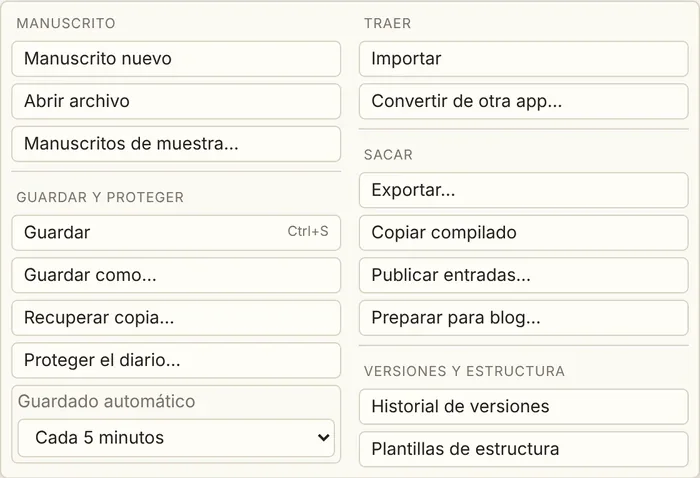 MANUSCRITO
Manuscrito nuevo
Abrir archivo
Manuscritos de muestra...
GUARDAR Y PROTEGER
Guardar Ctrl+S
Guardar como...
Recuperar copia...
Proteger el diario...
Guardado automático
Cada 5 minutos
TRAER
Importar
Convertir de otra app...
SACAR
Exportar...
Copiar compilado
Publicar entradas...
Preparar para blog...
VERSIONES Y ESTRUCTURA
Historial de versiones
Plantillas de estructura